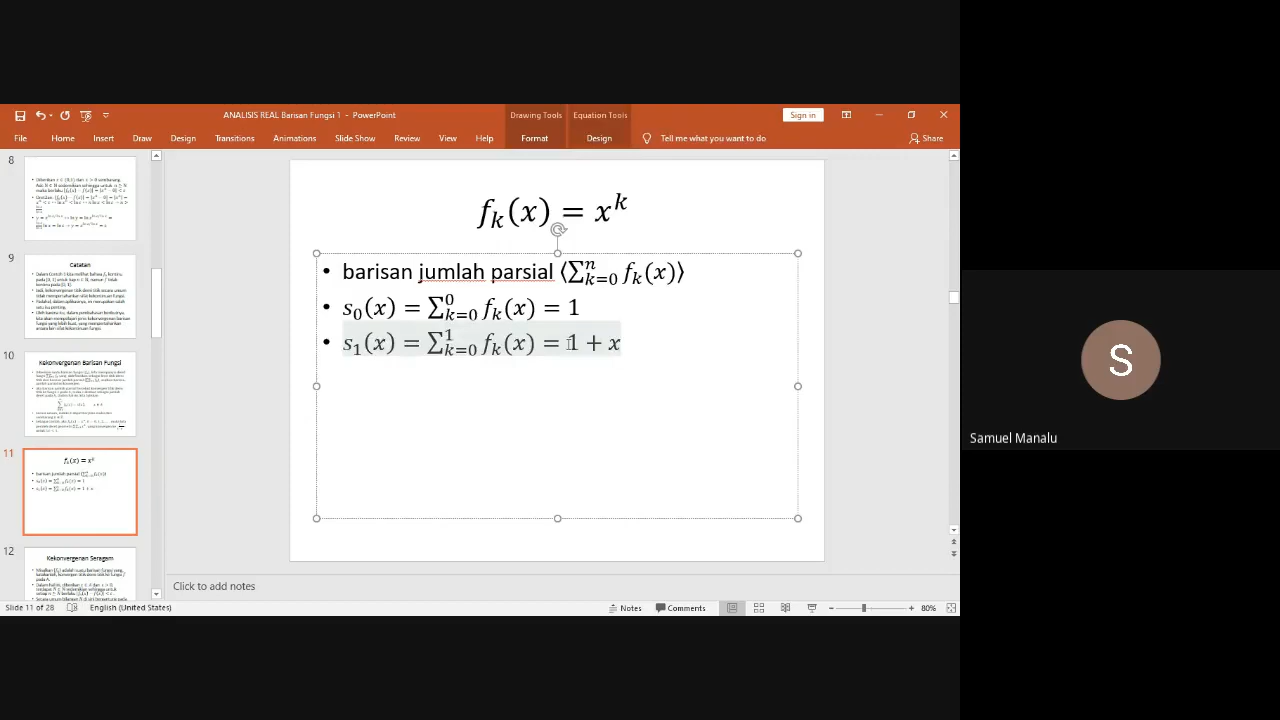 ANALISIS REAL Barisan Fungsi 1 - PowerPoint
Drawing Tools
Equation Tools
Sign in
File Home Insert Draw Design Transitions Animations Slide Show Review View Help Format Design Tell me what you want to do Share
8
9
Catatan
10
Kekonvergenan Barisan Fungsi
11
f_k(x) = x^k
12
Kekonvergenan Seragam
f_k(x) = x^k
• barisan jumlah parsial ⟨∑_{k=0}^{n} f_k(x)⟩
• s_0(x) = ∑_{k=0}^{0} f_k(x) = 1
• s_1(x) = ∑_{k=0}^{1} f_k(x) = 1 + x
Click to add notes
Slide 11 of 28 English (United States) Notes Comments 80%
S
Samuel Manalu